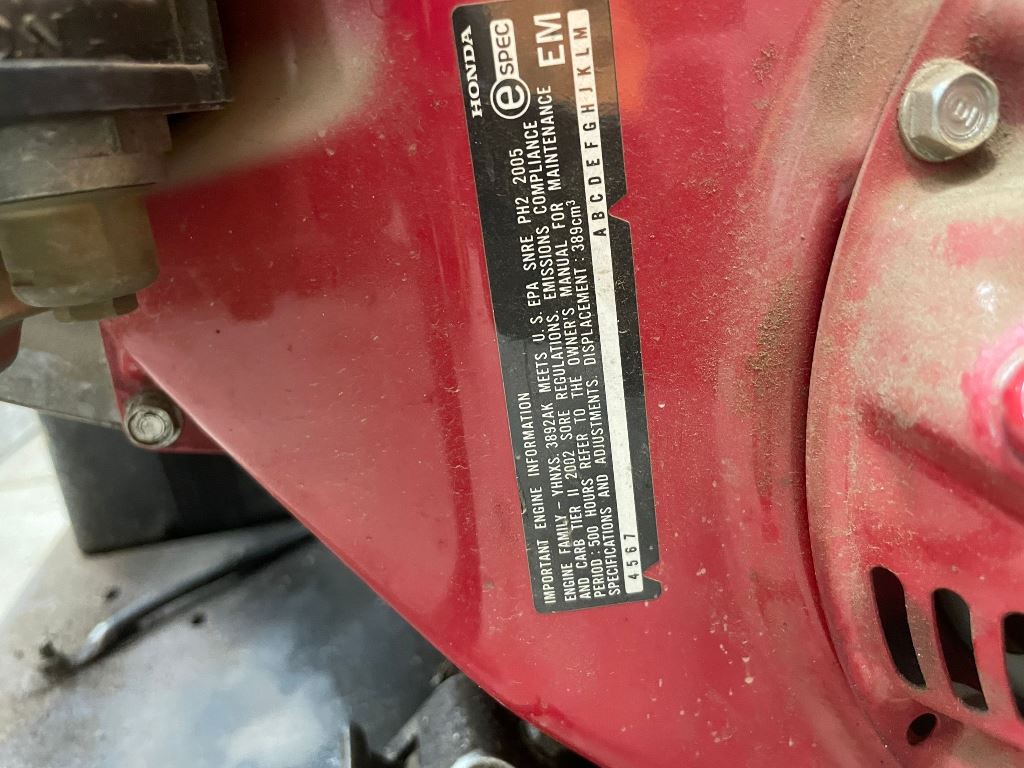 HONDA
e SPEC
EM
IMPORTANT ENGINE INFORMATION
ENGINE FAMILY - YHNXS. 3892AK MEETS U. S. EPA SNRE PH2 2005
AND CARB TIER II 2002 SORE REGULATIONS. EMISSIONS COMPLIANCE
PERIOD : 500 HOURS REFER TO THE OWNER'S MANUAL FOR MAINTENANCE
SPECIFICATIONS AND ADJUSTMENTS. DISPLACEMENT : 389cm³
4 5 6 7 A B C D E F G H J K L M